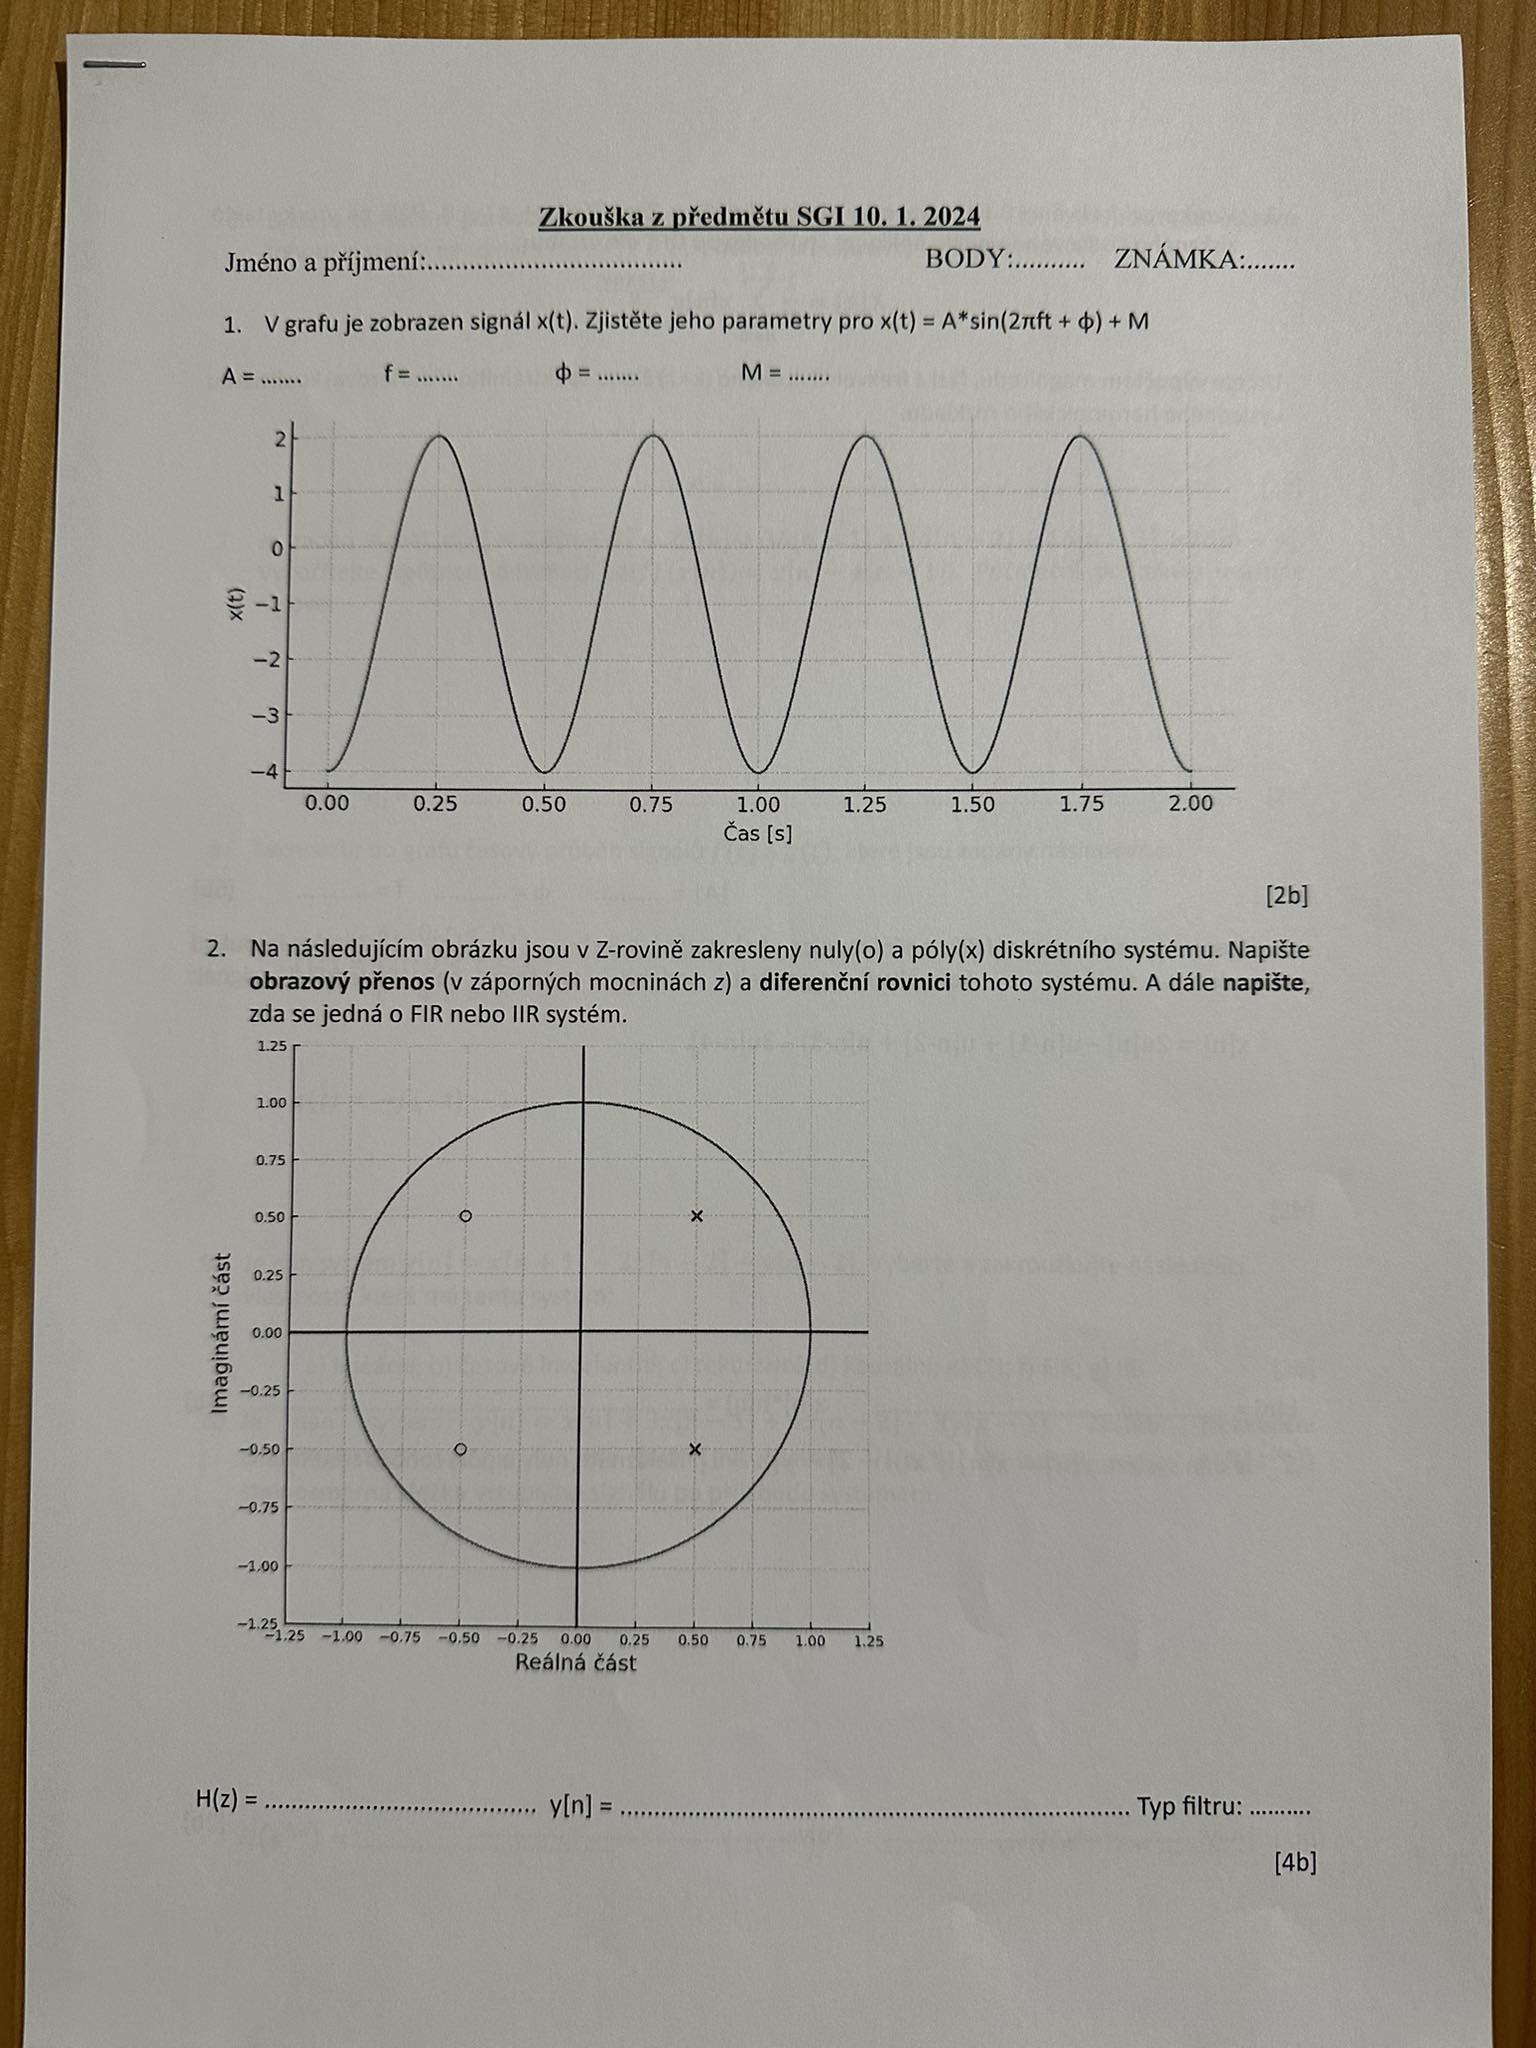 Zkouška z předmětu SGI 10. 1. 2024
Jméno a příjmení:................................... BODY:.......... ZNÁMKA:.......
1. V grafu je zobrazen signál x(t). Zjistěte jeho parametry pro x(t) = A*sin(2πft + ϕ) + M
A = ....... f = ....... ϕ = ....... M = .......
2
1
0
−1
−2
−3
−4
x(t)
0.00 0.25 0.50 0.75 1.00 1.25 1.50 1.75 2.00
Čas [s]
[2b]
2. Na následujícím obrázku jsou v Z-rovině zakresleny nuly(o) a póly(x) diskrétního systému. Napište
obrazový přenos (v záporných mocninách z) a diferenční rovnici tohoto systému. A dále napište,
zda se jedná o FIR nebo IIR systém.
1.25
1.00
0.75
0.50
0.25
0.00
−0.25
−0.50
−0.75
−1.00
−1.25
Imaginární část
−1.25 −1.00 −0.75 −0.50 −0.25 0.00 0.25 0.50 0.75 1.00 1.25
Reálná část
H(z) = ........................................ y[n] = ........................................................................... Typ filtru: ..........
[4b]